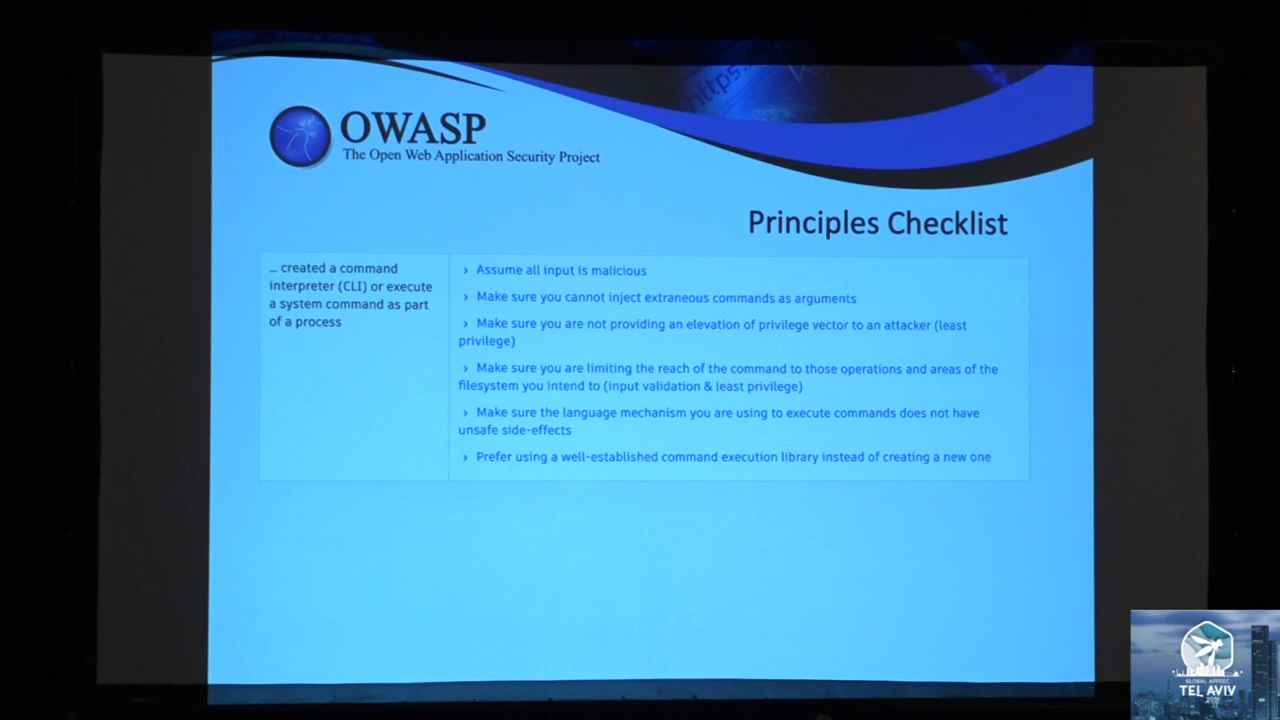 https:/
OWASP
The Open Web Application Security Project
Principles Checklist
… created a command
interpreter (CLI) or execute
a system command as part
of a process
› Assume all input is malicious
› Make sure you cannot inject extraneous commands as arguments
› Make sure you are not providing an elevation of privilege vector to an attacker (least
privilege)
› Make sure you are limiting the reach of the command to those operations and areas of the
filesystem you intend to (input validation & least privilege)
› Make sure the language mechanism you are using to execute commands does not have
unsafe side-effects
› Prefer using a well-established command execution library instead of creating a new one
GLOBAL APPSEC
TEL AVIV